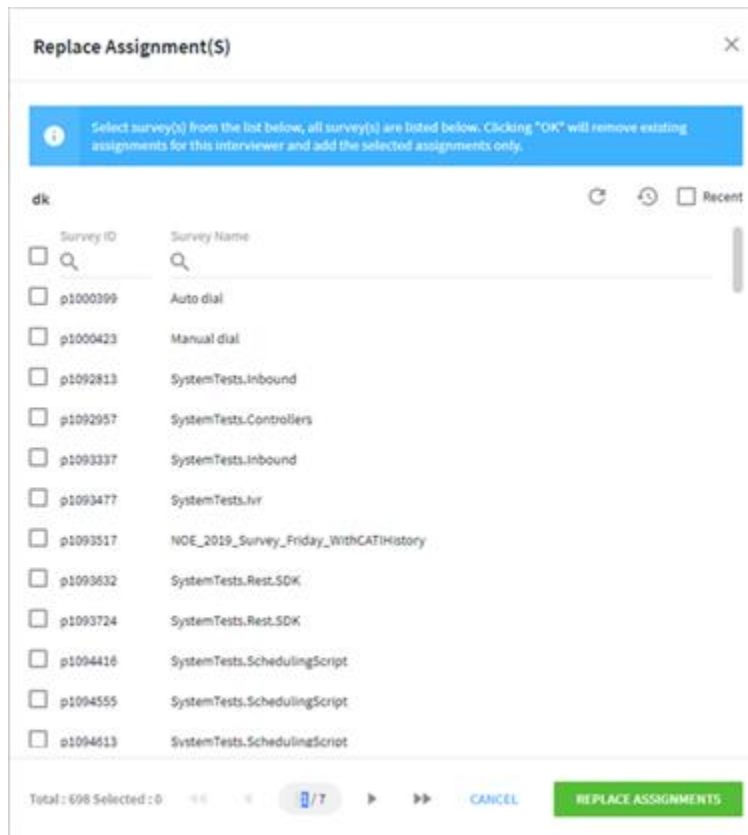 Replace Assignment(S)
Select survey(s) from the list below, all survey(s) are listed below. Clicking "OK" will remove existing
assignments for this interviewer and add the selected assignments only.
dk
Recent
Survey ID Survey Name
p1000399 Auto dial
p1000423 Manual dial
p1092813 SystemTests.Inbound
p1092957 SystemTests.Controllers
p1093337 SystemTests.Inbound
p1093477 SystemTests.Ivr
p1093517 NOE_2019_Survey_Friday_WithCATIHistory
p1093632 SystemTests.Rest.SDK
p1093724 SystemTests.Rest.SDK
p1094416 SystemTests.SchedulingScript
p1094555 SystemTests.SchedulingScript
p1094613 SystemTests.SchedulingScript
Total : 698 Selected : 0 1 / 7 CANCEL REPLACE ASSIGNMENTS